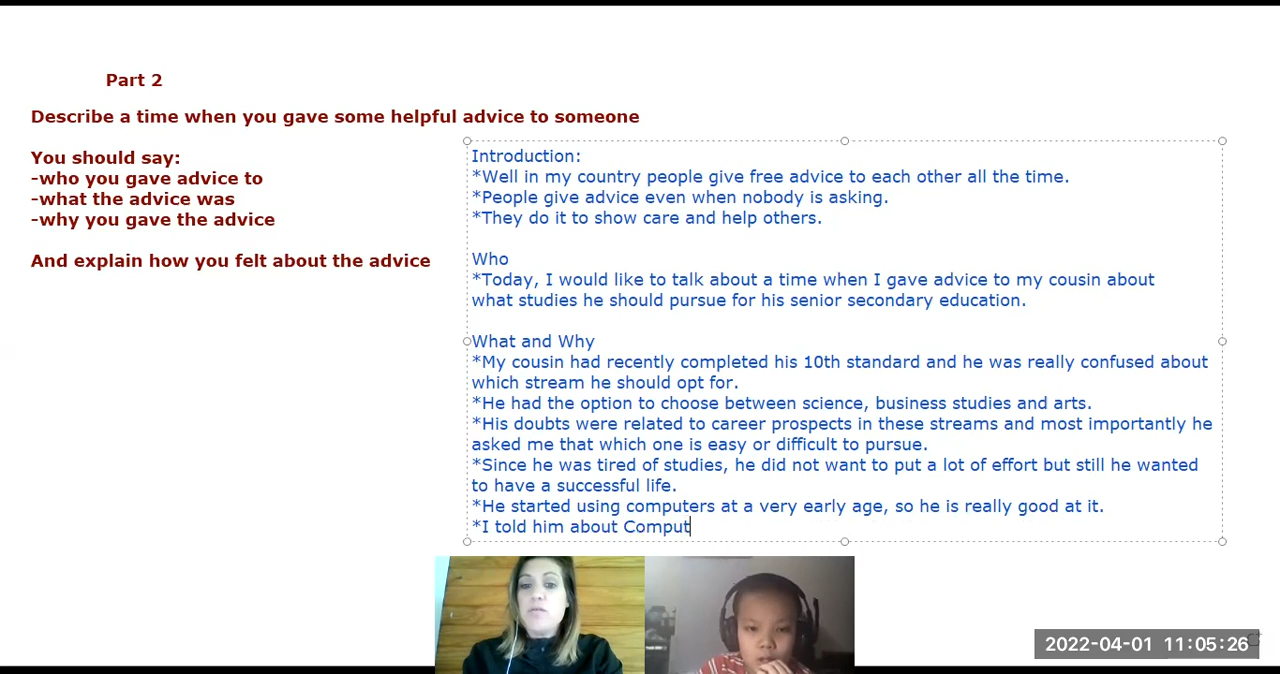 Part 2
Describe a time when you gave some helpful advice to someone
You should say:
-who you gave advice to
-what the advice was
-why you gave the advice
And explain how you felt about the advice
Introduction:
*Well in my country people give free advice to each other all the time.
*People give advice even when nobody is asking.
*They do it to show care and help others.
Who
*Today, I would like to talk about a time when I gave advice to my cousin about
what studies he should pursue for his senior secondary education.
What and Why
*My cousin had recently completed his 10th standard and he was really confused about
which stream he should opt for.
*He had the option to choose between science, business studies and arts.
*His doubts were related to career prospects in these streams and most importantly he
asked me that which one is easy or difficult to pursue.
*Since he was tired of studies, he did not want to put a lot of effort but still he wanted
to have a successful life.
*He started using computers at a very early age, so he is really good at it.
*I told him about Comput
2022-04-01 11:05:26